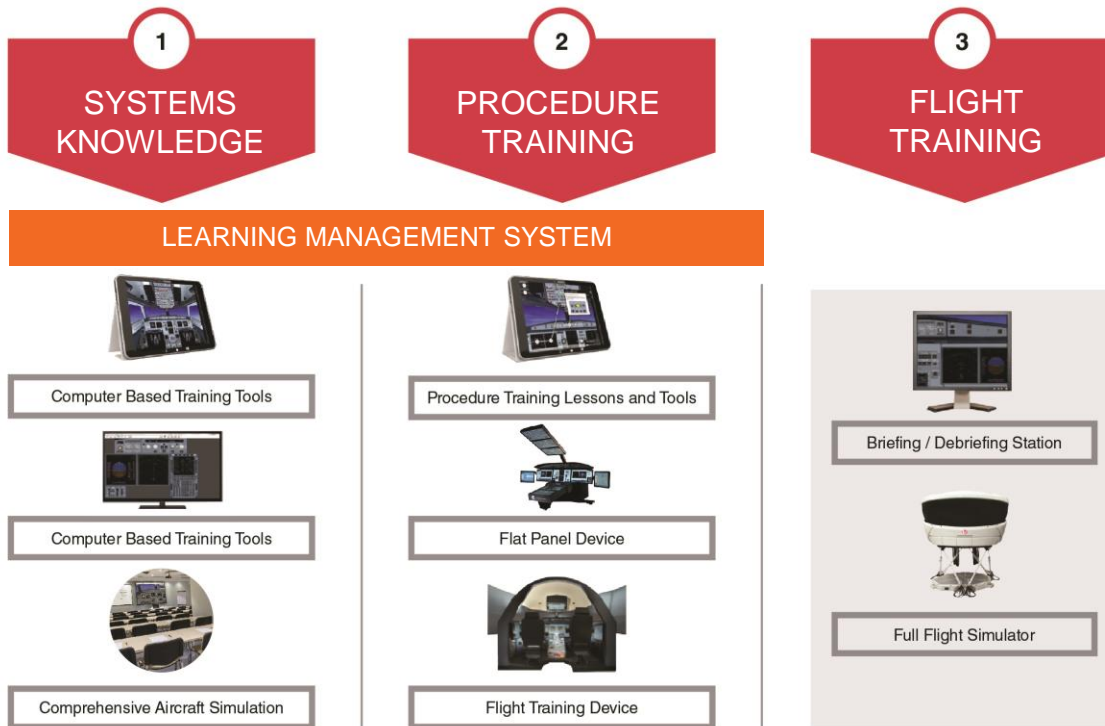 1
SYSTEMS
KNOWLEDGE
2
PROCEDURE
TRAINING
3
FLIGHT
TRAINING
LEARNING MANAGEMENT SYSTEM
Computer Based Training Tools
Computer Based Training Tools
Comprehensive Aircraft Simulation
Procedure Training Lessons and Tools
Flat Panel Device
Flight Training Device
Briefing / Debriefing Station
Full Flight Simulator